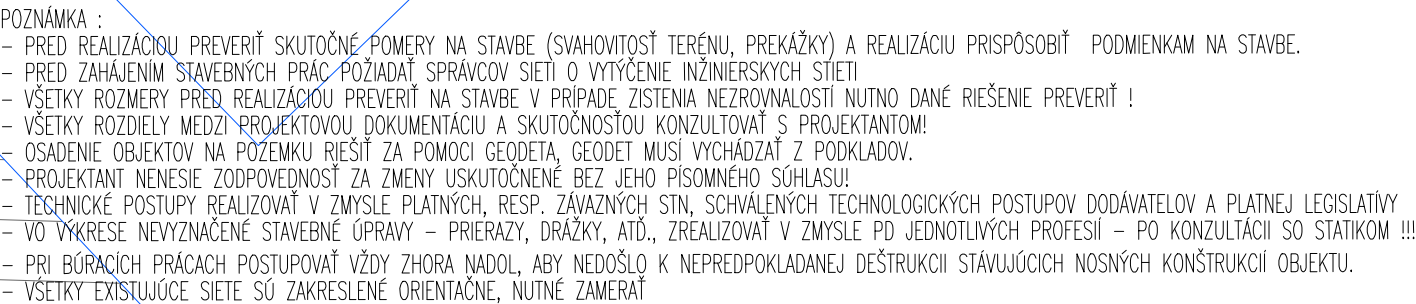 POZNÁMKA :
– PRED REALIZÁCIOU PREVERIŤ SKUTOČNÉ POMERY NA STAVBE (SVAHOVITOSŤ TERÉNU, PREKÁŽKY) A REALIZÁCIU PRISPÔSOBIŤ PODMIENKAM NA STAVBE.
– PRED ZAHÁJENÍM STAVEBNÝCH PRÁC POŽIADAŤ SPRÁVCOV SIETI O VYTÝČENIE INŽINIERSKYCH STIETI
– VŠETKY ROZMERY PRED REALIZÁCIOU PREVERIŤ NA STAVBE V PRÍPADE ZISTENIA NEZROVNALOSTÍ NUTNO DANÉ RIEŠENIE PREVERIŤ !
– VŠETKY ROZDIELY MEDZI PROJEKTOVOU DOKUMENTÁCIU A SKUTOČNOSŤOU KONZULTOVAŤ S PROJEKTANTOM!
– OSADENIE OBJEKTOV NA POZEMKU RIEŠIŤ ZA POMOCI GEODETA, GEODET MUSÍ VYCHÁDZAŤ Z PODKLADOV.
– PROJEKTANT NENESIE ZODPOVEDNOSŤ ZA ZMENY USKUTOČNENÉ BEZ JEHO PÍSOMNÉHO SÚHLASU!
– TECHNICKÉ POSTUPY REALIZOVAŤ V ZMYSLE PLATNÝCH, RESP. ZÁVAZNÝCH STN, SCHVÁLENÝCH TECHNOLOGICKÝCH POSTUPOV DODÁVATELOV A PLATNEJ LEGISLATÍVY
– VO VÝKRESE NEVYZNAČENÉ STAVEBNÉ ÚPRAVY – PRIERAZY, DRÁŽKY, ATĎ., ZREALIZOVAŤ V ZMYSLE PD JEDNOTLIVÝCH PROFESIÍ – PO KONZULTÁCII SO STATIKOM !!!
– PRI BÚRACÍCH PRÁCACH POSTUPOVAŤ VŽDY ZHORA NADOL, ABY NEDOŠLO K NEPREDPOKLADANEJ DEŠTRUKCII STÁVUJÚCICH NOSNÝCH KONŠTRUKCIÍ OBJEKTU.
– VŠETKY EXISTUJÚCE SIETE SÚ ZAKRESLENÉ ORIENTAČNE, NUTNÉ ZAMERAŤ